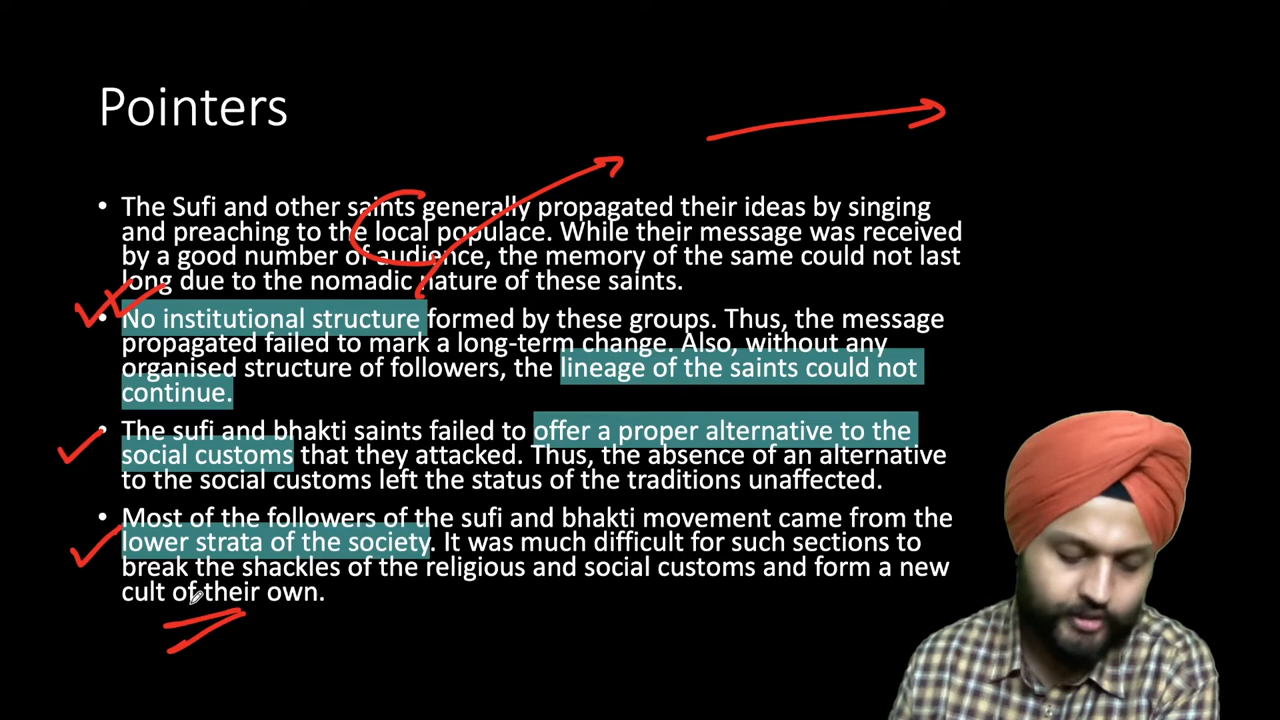 Pointers
• The Sufi and other saints generally propagated their ideas by singing
and preaching to the local populace. While their message was received
by a good number of audience, the memory of the same could not last
long due to the nomadic nature of these saints.
• No institutional structure formed by these groups. Thus, the message
propagated failed to mark a long-term change. Also, without any
organised structure of followers, the lineage of the saints could not
continue.
• The sufi and bhakti saints failed to offer a proper alternative to the
social customs that they attacked. Thus, the absence of an alternative
to the social customs left the status of the traditions unaffected.
• Most of the followers of the sufi and bhakti movement came from the
lower strata of the society. It was much difficult for such sections to
break the shackles of the religious and social customs and form a new
cult of their own.